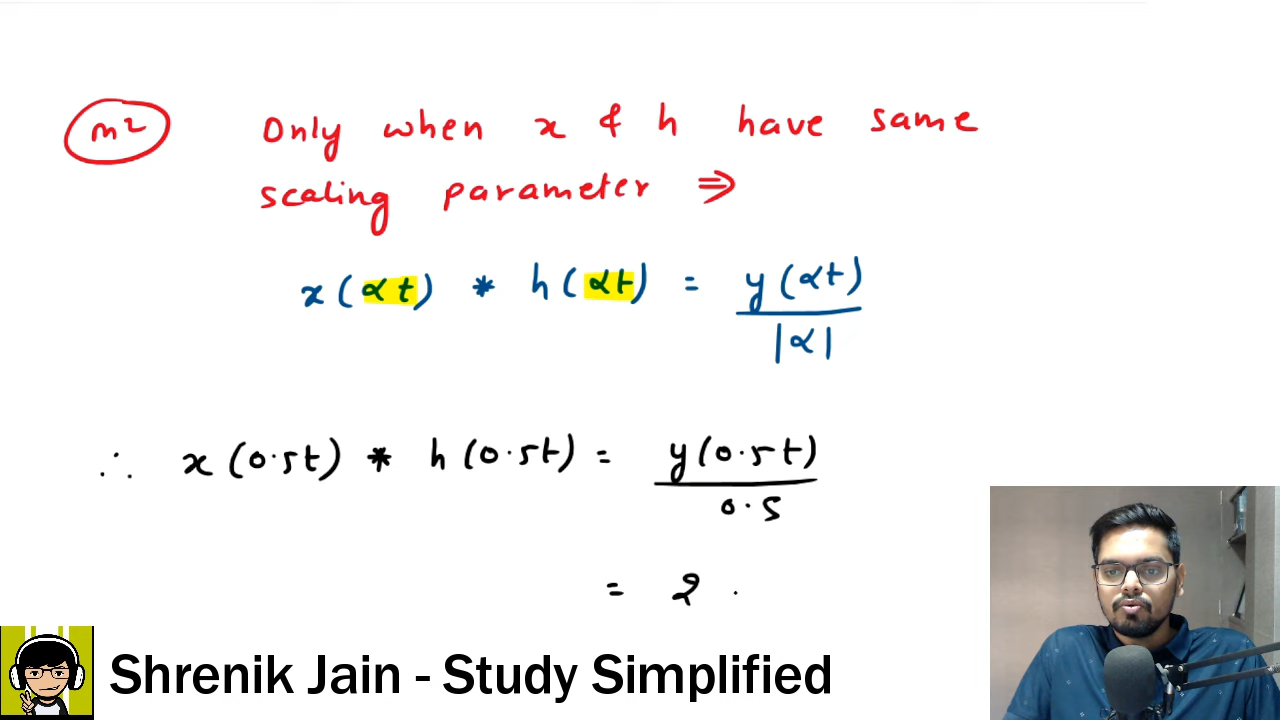 m2 Only when x & h have same
scaling parameter ⇒
x(αt) * h(αt) = y(αt) / |α|
∴ x(0.5t) * h(0.5t) = y(0.5t) / 0.5
= 2 .
Shrenik Jain - Study Simplified